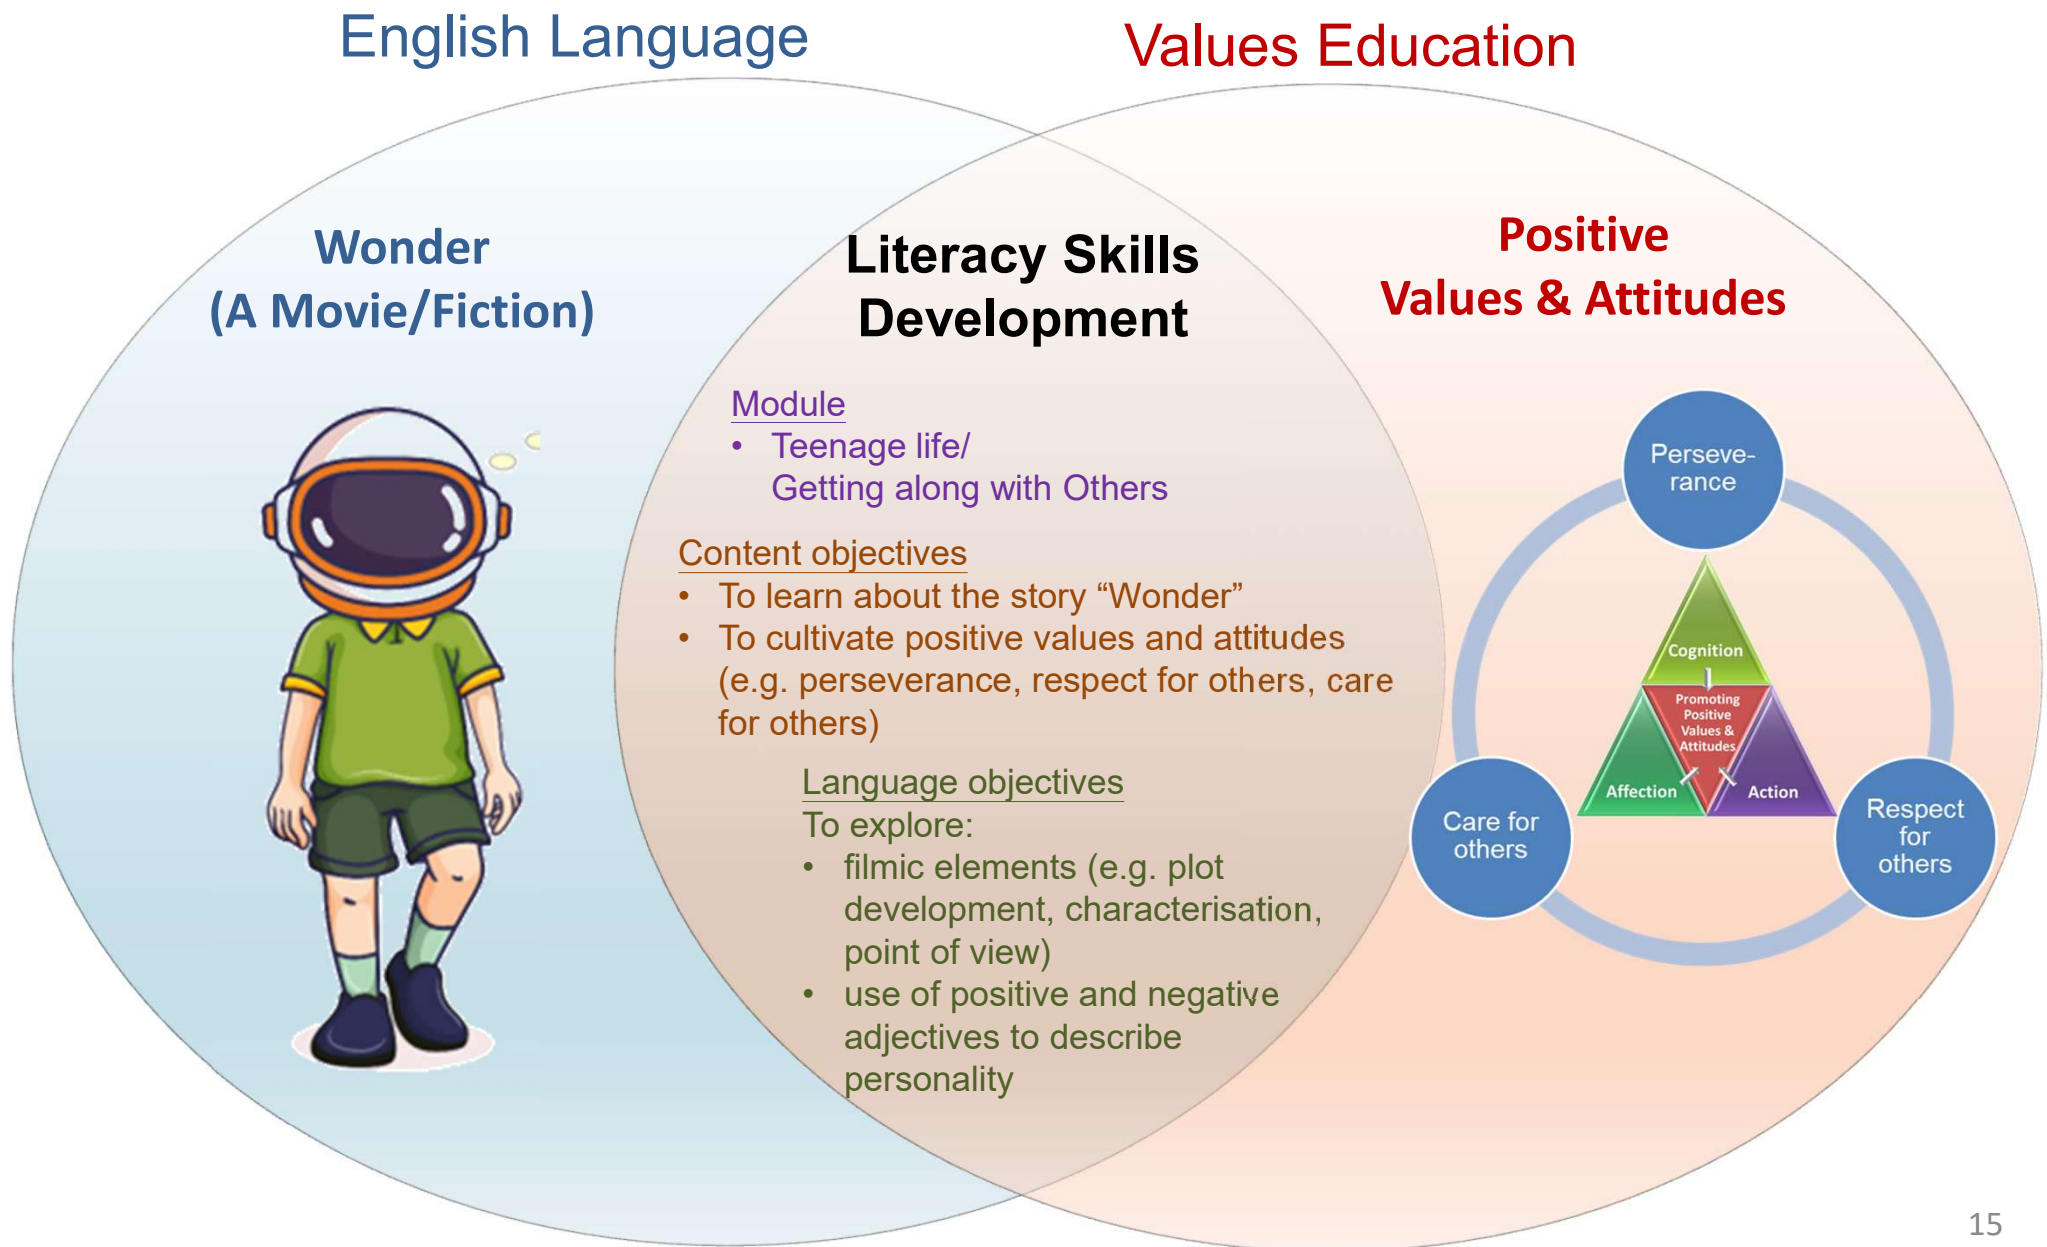 English Language
Values Education
Wonder
(A Movie/Fiction)
Literacy Skills
Development
Module
• Teenage life/
Getting along with Others
Content objectives
• To learn about the story “Wonder”
• To cultivate positive values and attitudes
(e.g. perseverance, respect for others, care
for others)
Language objectives
To explore:
• filmic elements (e.g. plot
development, characterisation,
point of view)
• use of positive and negative
adjectives to describe
personality
Positive
Values & Attitudes
Perseve-
rance
Cognition
Promoting
Positive
Values &
Attitudes
Affection
Action
Care for
others
Respect
for
others
15